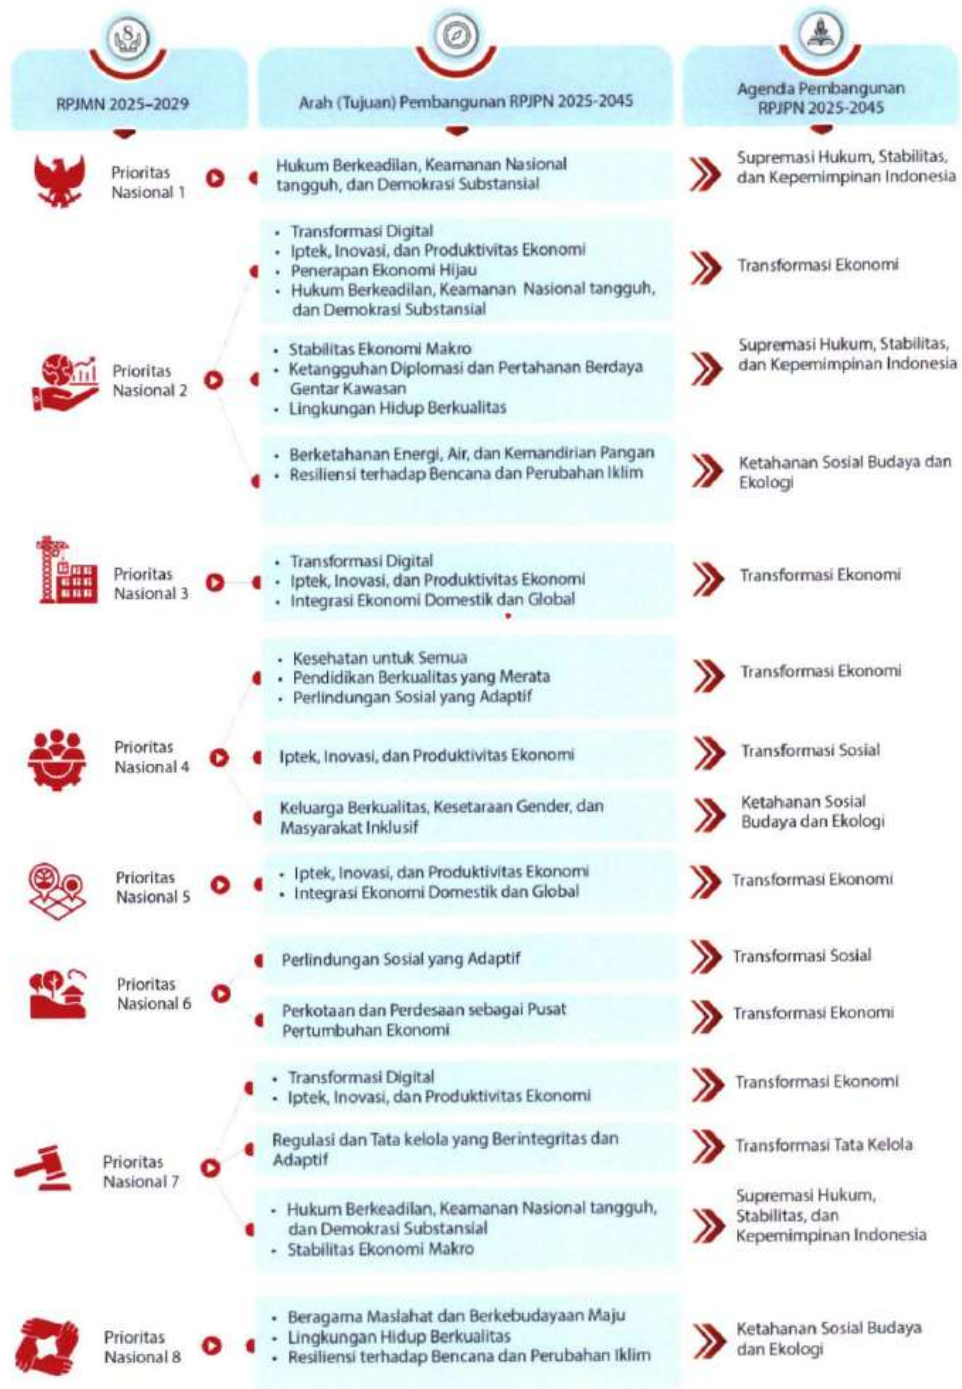 8
RPJMN 2025–2029
Arah (Tujuan) Pembangunan RPJPN 2025-2045
Agenda Pembangunan
RPJPN 2025-2045
Prioritas
Nasional 1
Hukum Berkeadilan, Keamanan Nasional
tangguh, dan Demokrasi Substansial
Supremasi Hukum, Stabilitas,
dan Kepemimpinan Indonesia
Prioritas
Nasional 2
• Transformasi Digital
• Iptek, Inovasi, dan Produktivitas Ekonomi
• Penerapan Ekonomi Hijau
• Hukum Berkeadilan, Keamanan Nasional tangguh,
dan Demokrasi Substansial
Transformasi Ekonomi
• Stabilitas Ekonomi Makro
• Ketangguhan Diplomasi dan Pertahanan Berdaya
Gentar Kawasan
• Lingkungan Hidup Berkualitas
Supremasi Hukum, Stabilitas,
dan Kepemimpinan Indonesia
• Berketahanan Energi, Air, dan Kemandirian Pangan
• Resiliensi terhadap Bencana dan Perubahan Iklim
Ketahanan Sosial Budaya dan
Ekologi
Prioritas
Nasional 3
• Transformasi Digital
• Iptek, Inovasi, dan Produktivitas Ekonomi
• Integrasi Ekonomi Domestik dan Global
Transformasi Ekonomi
Prioritas
Nasional 4
• Kesehatan untuk Semua
• Pendidikan Berkualitas yang Merata
• Perlindungan Sosial yang Adaptif
Transformasi Ekonomi
Iptek, Inovasi, dan Produktivitas Ekonomi
Transformasi Sosial
Keluarga Berkualitas, Kesetaraan Gender, dan
Masyarakat Inklusif
Ketahanan Sosial
Budaya dan Ekologi
Prioritas
Nasional 5
• Iptek, Inovasi, dan Produktivitas Ekonomi
• Integrasi Ekonomi Domestik dan Global
Transformasi Ekonomi
Prioritas
Nasional 6
Perlindungan Sosial yang Adaptif
Transformasi Sosial
Perkotaan dan Perdesaan sebagai Pusat
Pertumbuhan Ekonomi
Transformasi Ekonomi
Prioritas
Nasional 7
• Transformasi Digital
• Iptek, Inovasi, dan Produktivitas Ekonomi
Transformasi Ekonomi
Regulasi dan Tata kelola yang Berintegritas dan
Adaptif
Transformasi Tata Kelola
• Hukum Berkeadilan, Keamanan Nasional tangguh,
dan Demokrasi Substansial
• Stabilitas Ekonomi Makro
Supremasi Hukum,
Stabilitas, dan
Kepemimpinan Indonesia
Prioritas
Nasional 8
• Beragama Maslahat dan Berkebudayaan Maju
• Lingkungan Hidup Berkualitas
• Resiliensi terhadap Bencana dan Perubahan Iklim
Ketahanan Sosial Budaya
dan Ekologi